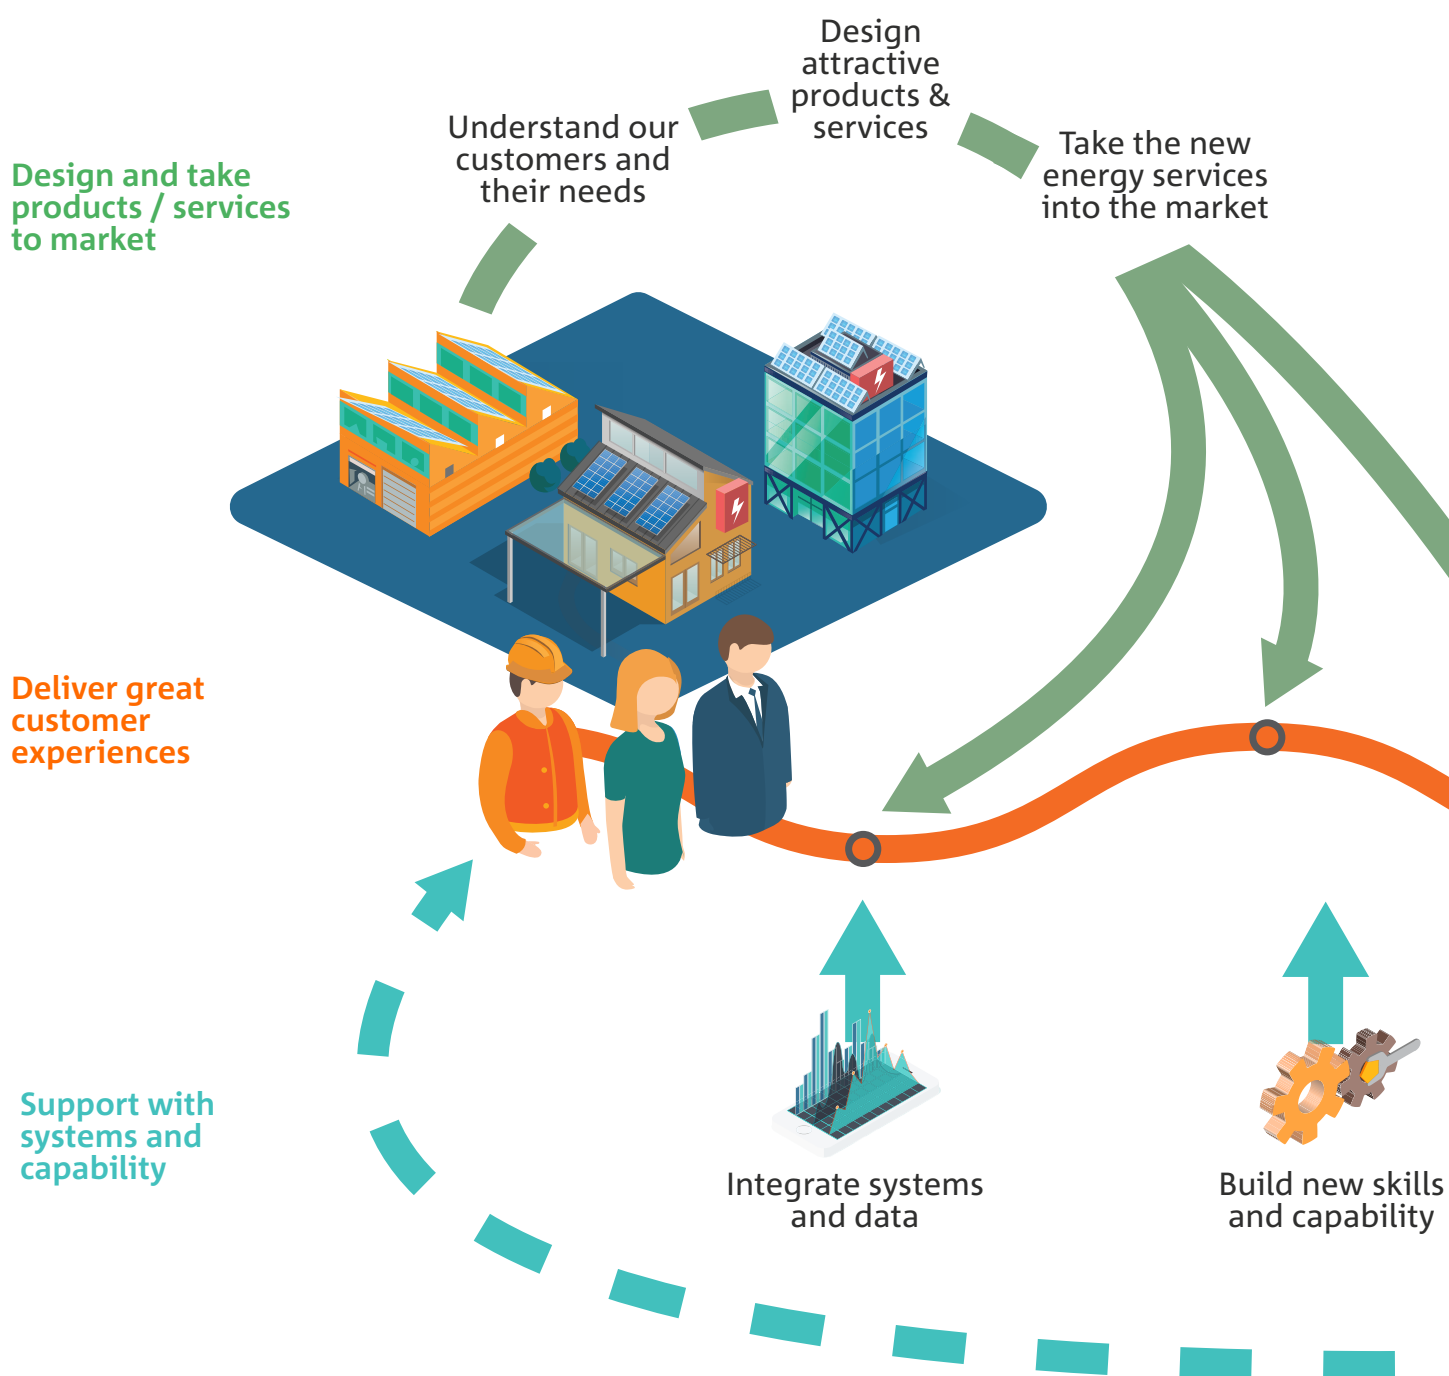 Design
attractive
products &
services
Understand our
customers and
their needs
Take the new
energy services
into the market
Design and take
products / services
to market
Deliver great
customer
experiences
Support with
systems and
capability
Integrate systems
and data
Build new skills
and capability